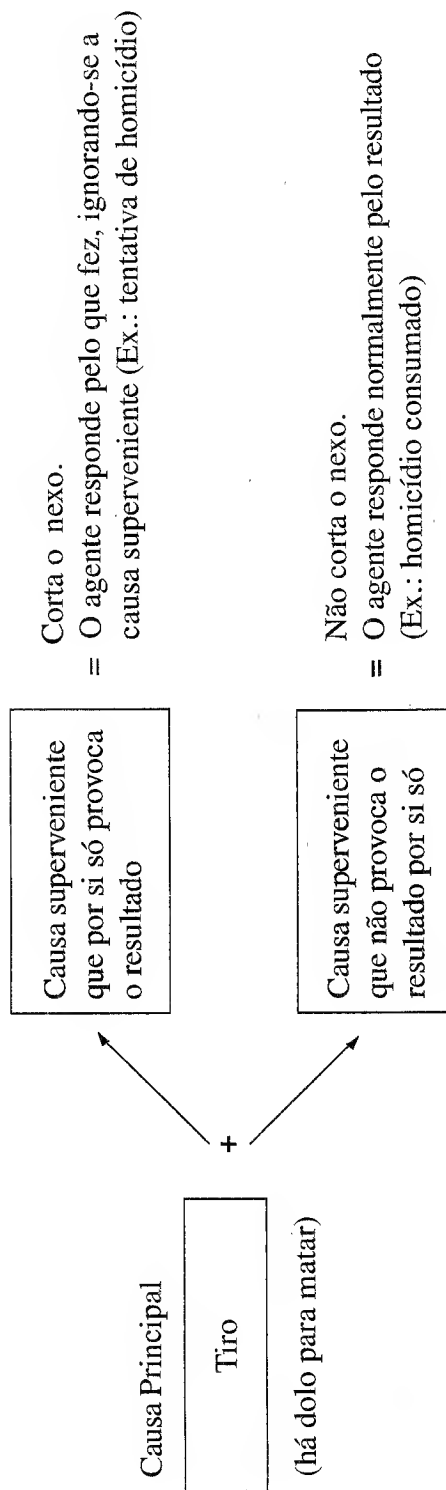 Causa Principal
Tiro
(há dolo para matar)
+
Causa superveniente
que por si só provoca
o resultado
Corta o nexo.
= O agente responde pelo que fez, ignorando-se a
causa superveniente (Ex.: tentativa de homicídio)
Causa superveniente
que não provoca o
resultado por si só
Não corta o nexo.
= O agente responde normalmente pelo resultado
(Ex.: homicídio consumado)